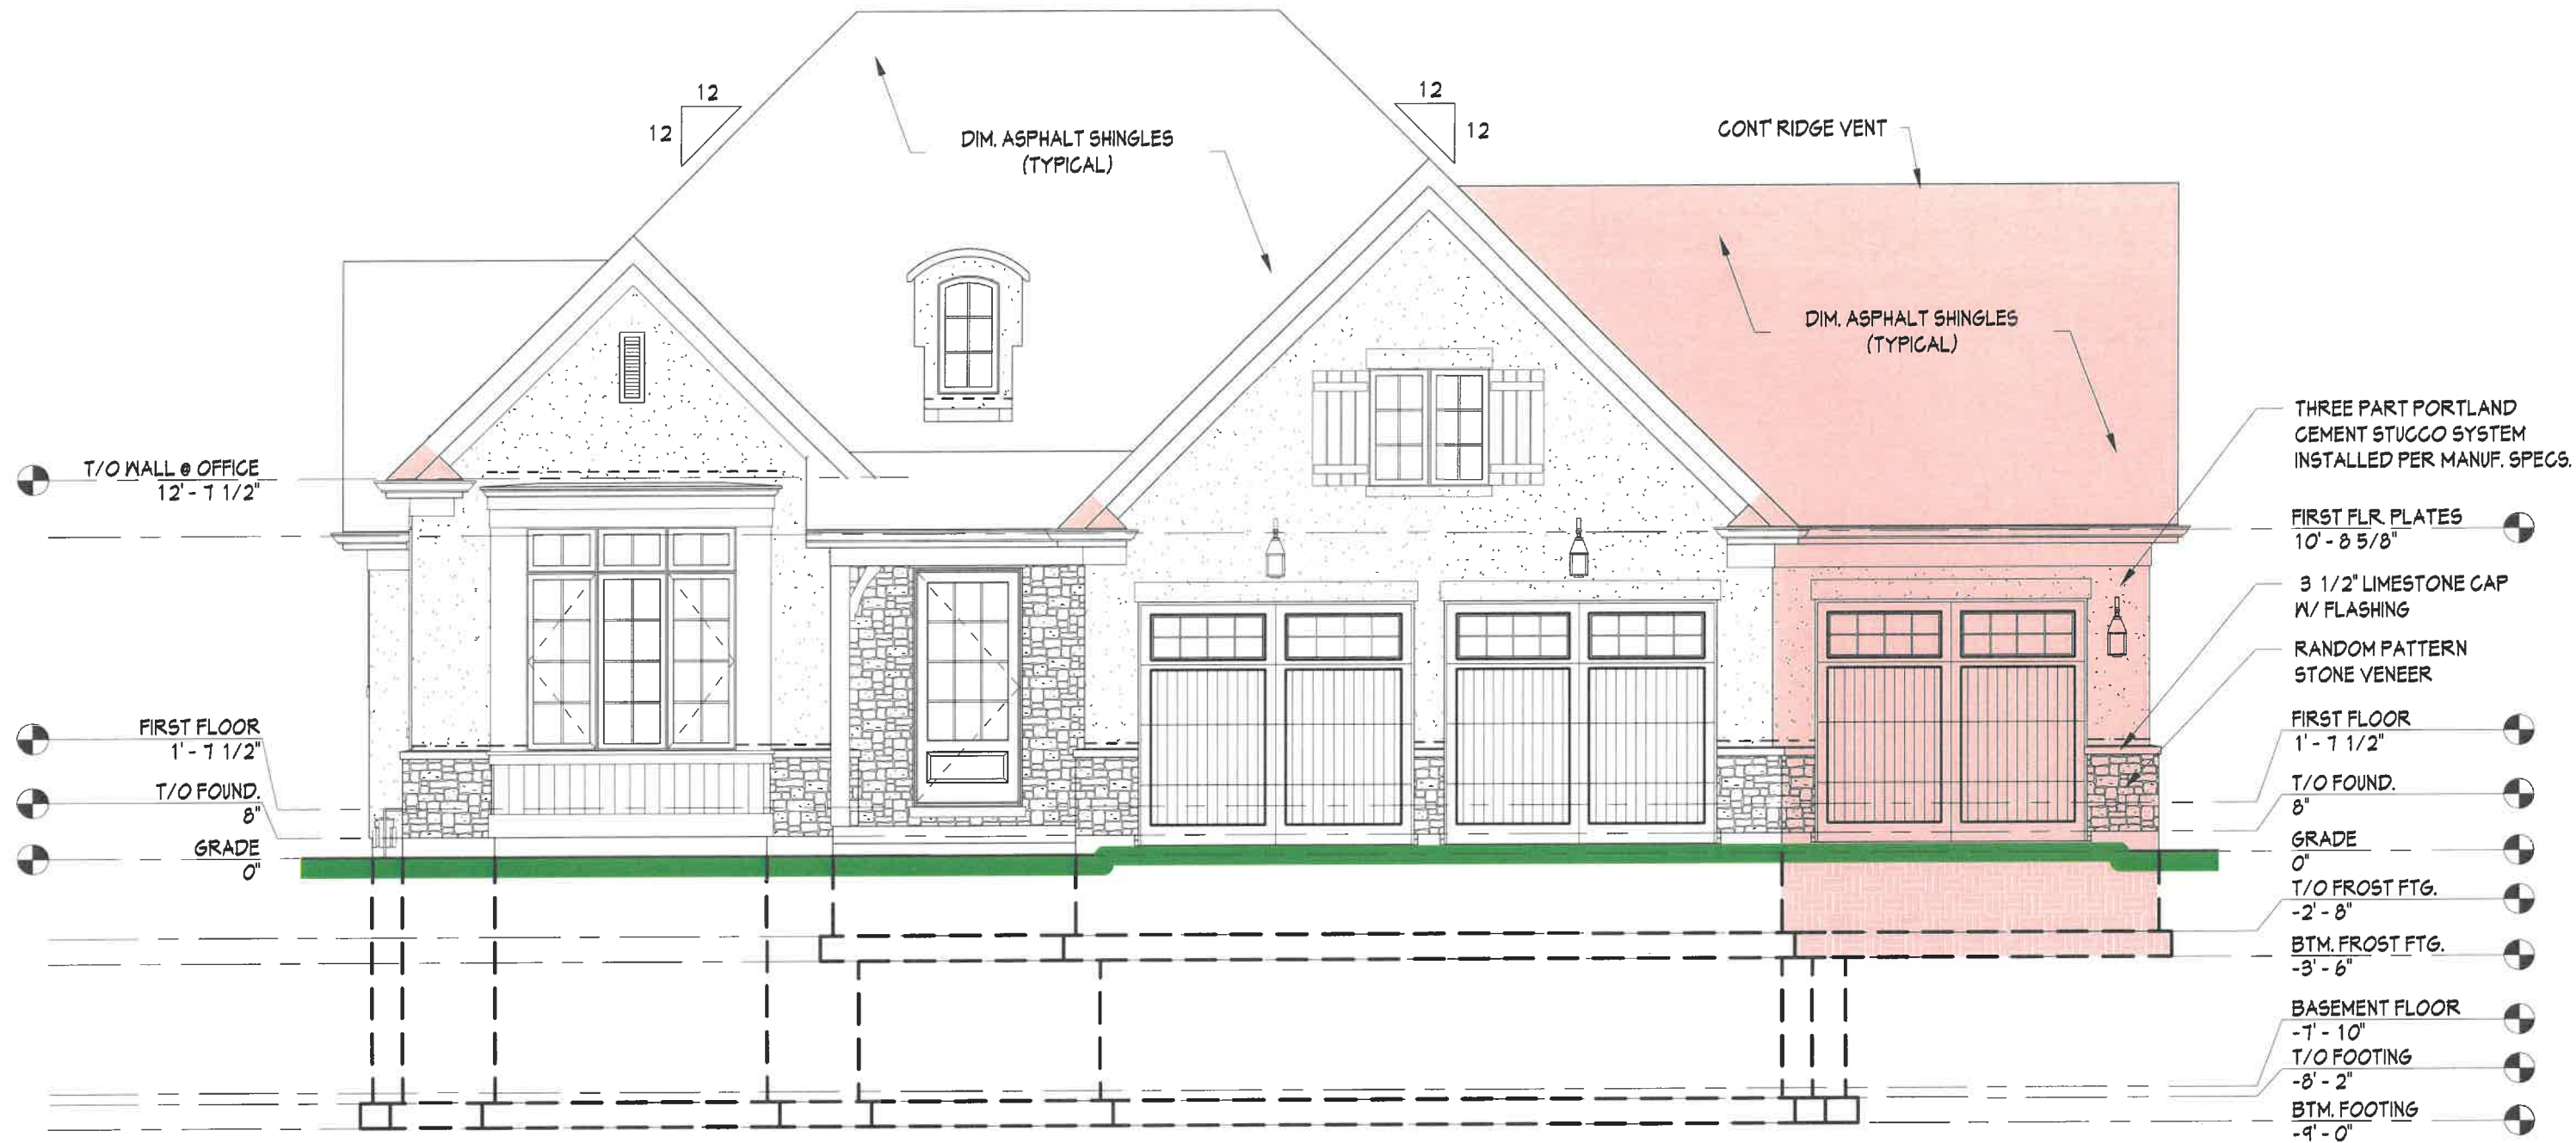 12
12
DIM. ASPHALT SHINGLES
(TYPICAL)
12
12
CONT RIDGE VENT
DIM. ASPHALT SHINGLES
(TYPICAL)
T/O WALL @ OFFICE
12' - 7 1/2"
FIRST FLOOR
1' - 7 1/2"
T/O FOUND.
8"
GRADE
0"
THREE PART PORTLAND
CEMENT STUCCO SYSTEM
INSTALLED PER MANUF. SPECS.
FIRST FLR. PLATES
10' - 8 5/8"
3 1/2" LIMESTONE CAP
W/ FLASHING
RANDOM PATTERN
STONE VENEER
FIRST FLOOR
1' - 7 1/2"
T/O FOUND.
8"
GRADE
0"
T/O FROST FTG.
-2' - 8"
BTM. FROST FTG.
-3' - 6"
BASEMENT FLOOR
-7' - 10"
T/O FOOTING
-8' - 2"
BTM. FOOTING
-9' - 0"